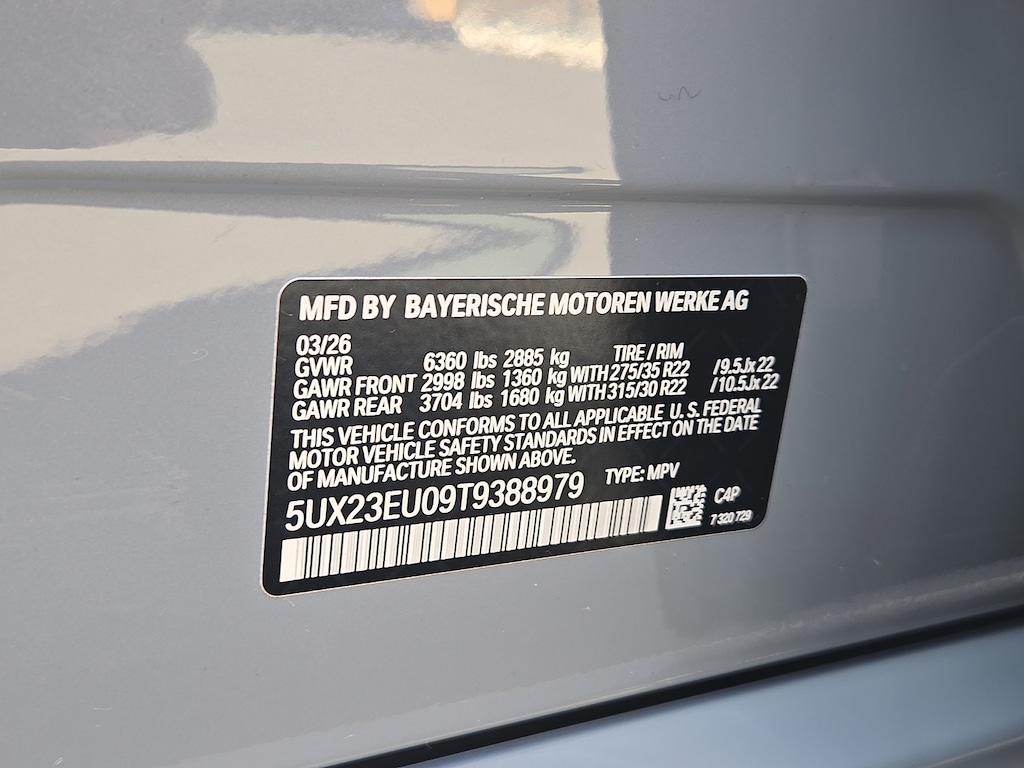 MFD BY BAYERISCHE MOTOREN WERKE AG
03/26
GVWR 6360 lbs 2885 kg TIRE / RIM
GAWR FRONT 2998 lbs 1360 kg WITH 275/35 R22 /9.5Jx22
GAWR REAR 3704 lbs 1680 kg WITH 315/30 R22 /10.5Jx22
THIS VEHICLE CONFORMS TO ALL APPLICABLE U. S. FEDERAL
MOTOR VEHICLE SAFETY STANDARDS IN EFFECT ON THE DATE
OF MANUFACTURE SHOWN ABOVE.
5UX23EU09T9388979 TYPE: MPV
C4P
7 320 729